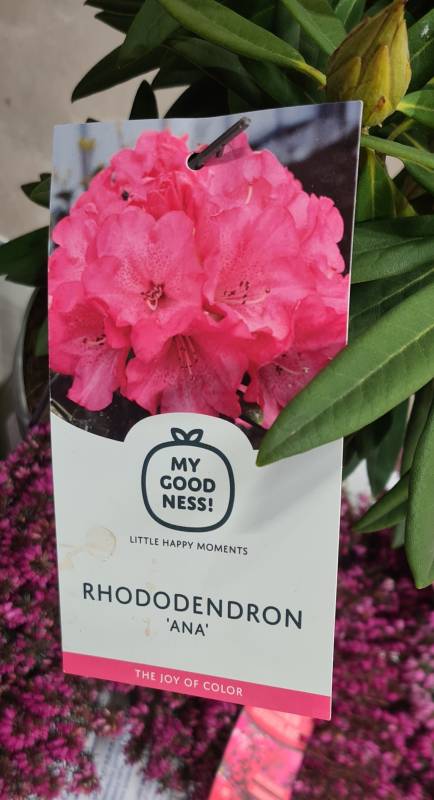 MY
GOOD
NESS!
LITTLE HAPPY MOMENTS
RHODODENDRON
'ANA'
THE JOY OF COLOR